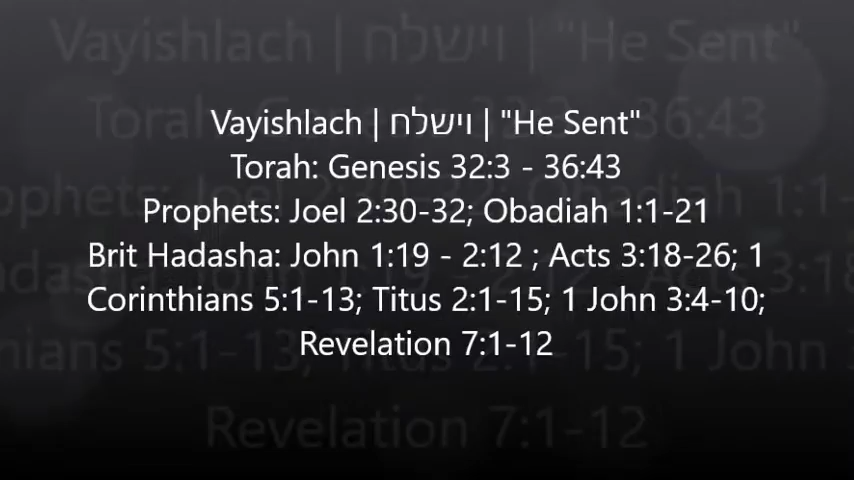 Vayishlach | וישלח | "He Sent"
Torah: Genesis 32:3 - 36:43
Prophets: Joel 2:30-32; Obadiah 1:1-21
Brit Hadasha: John 1:19 - 2:12 ; Acts 3:18-26; 1
Corinthians 5:1-13; Titus 2:1-15; 1 John 3:4-10;
Revelation 7:1-12